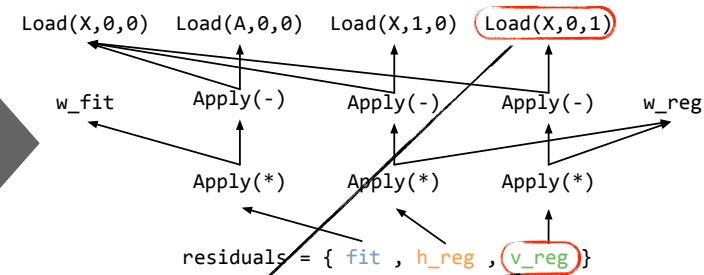 Load(X,0,0) Load(A,0,0) Load(X,1,0) Load(X,0,1)
w_fit Apply(-) Apply(-) Apply(-) w_reg
Apply(*) Apply(*) Apply(*)
residuals = { fit , h_reg , v_reg }